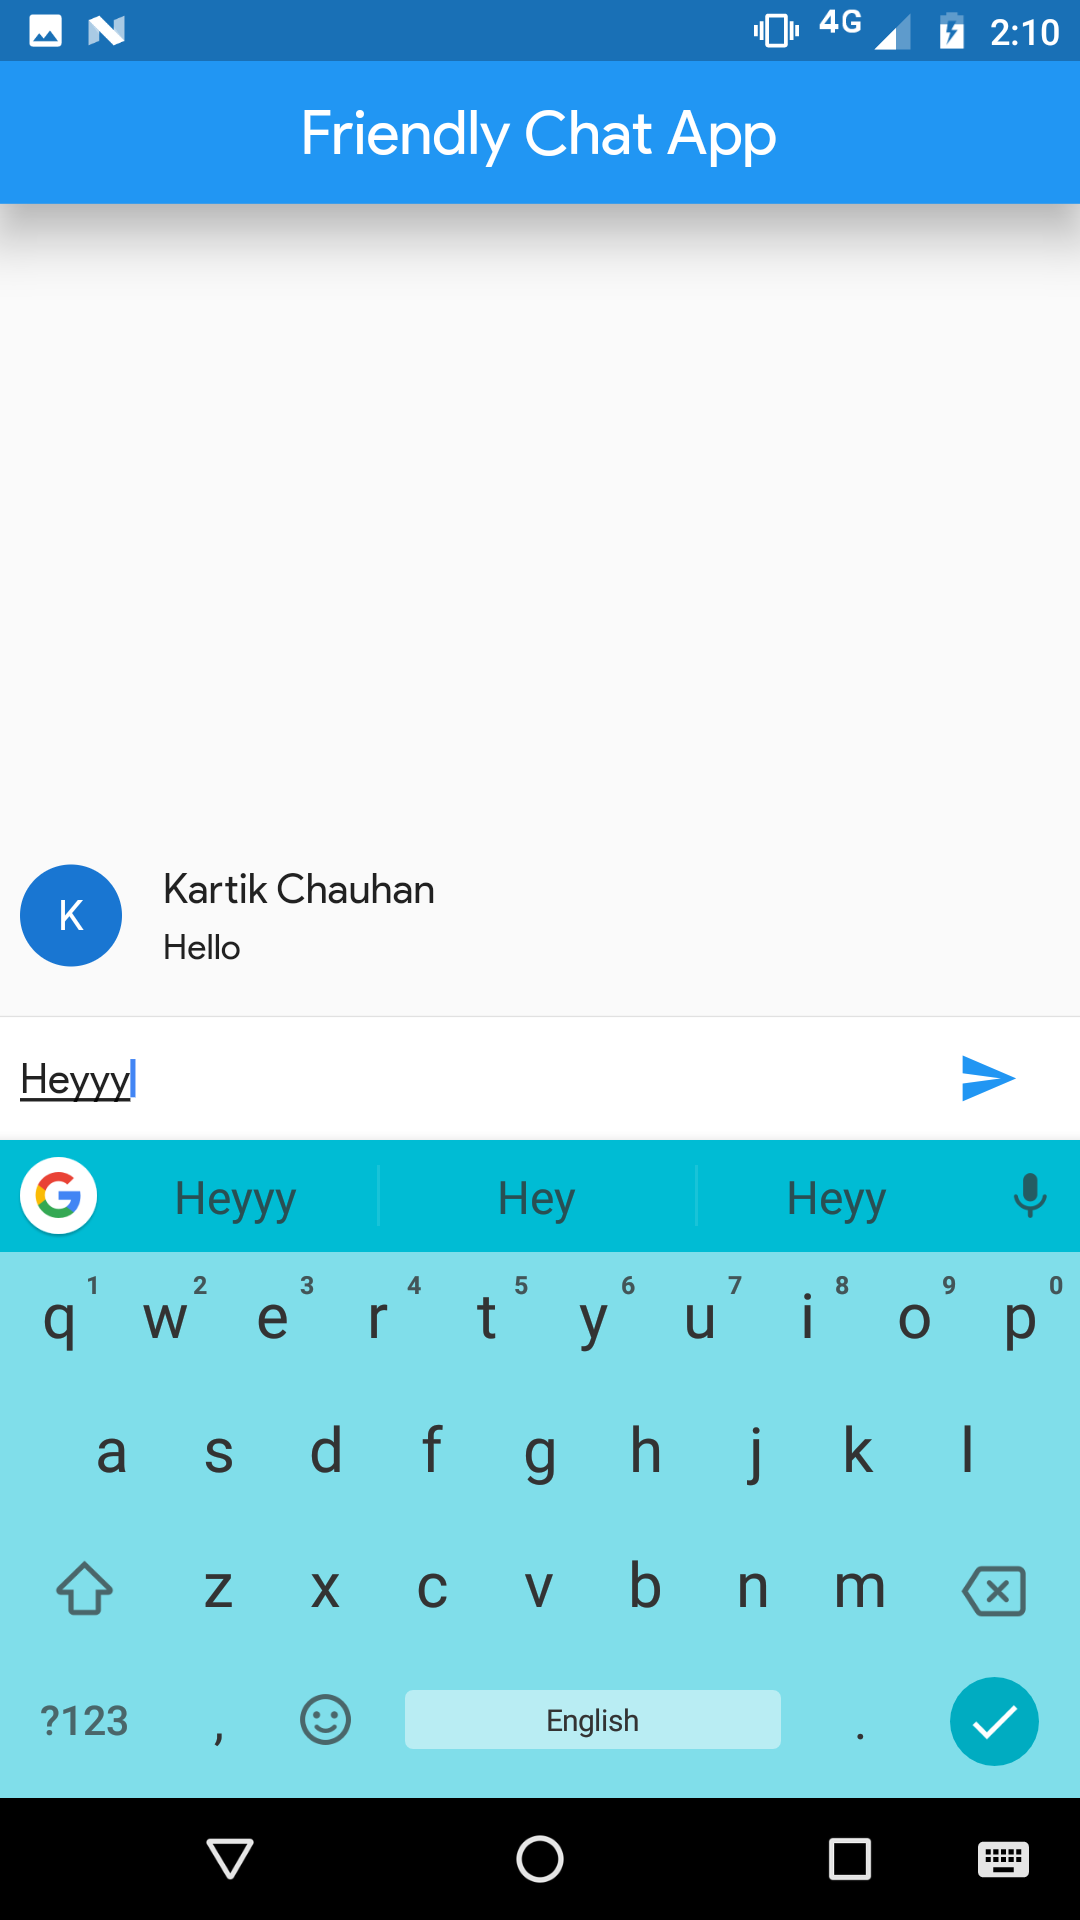 4G 2:10
Friendly Chat App
K
Kartik Chauhan
Hello
Heyyy
Heyyy Hey Heyy
1 2 3 4 5 6 7 8 9 0
q w e r t y u i o p
a s d f g h j k l
z x c v b n m
?123 , English .